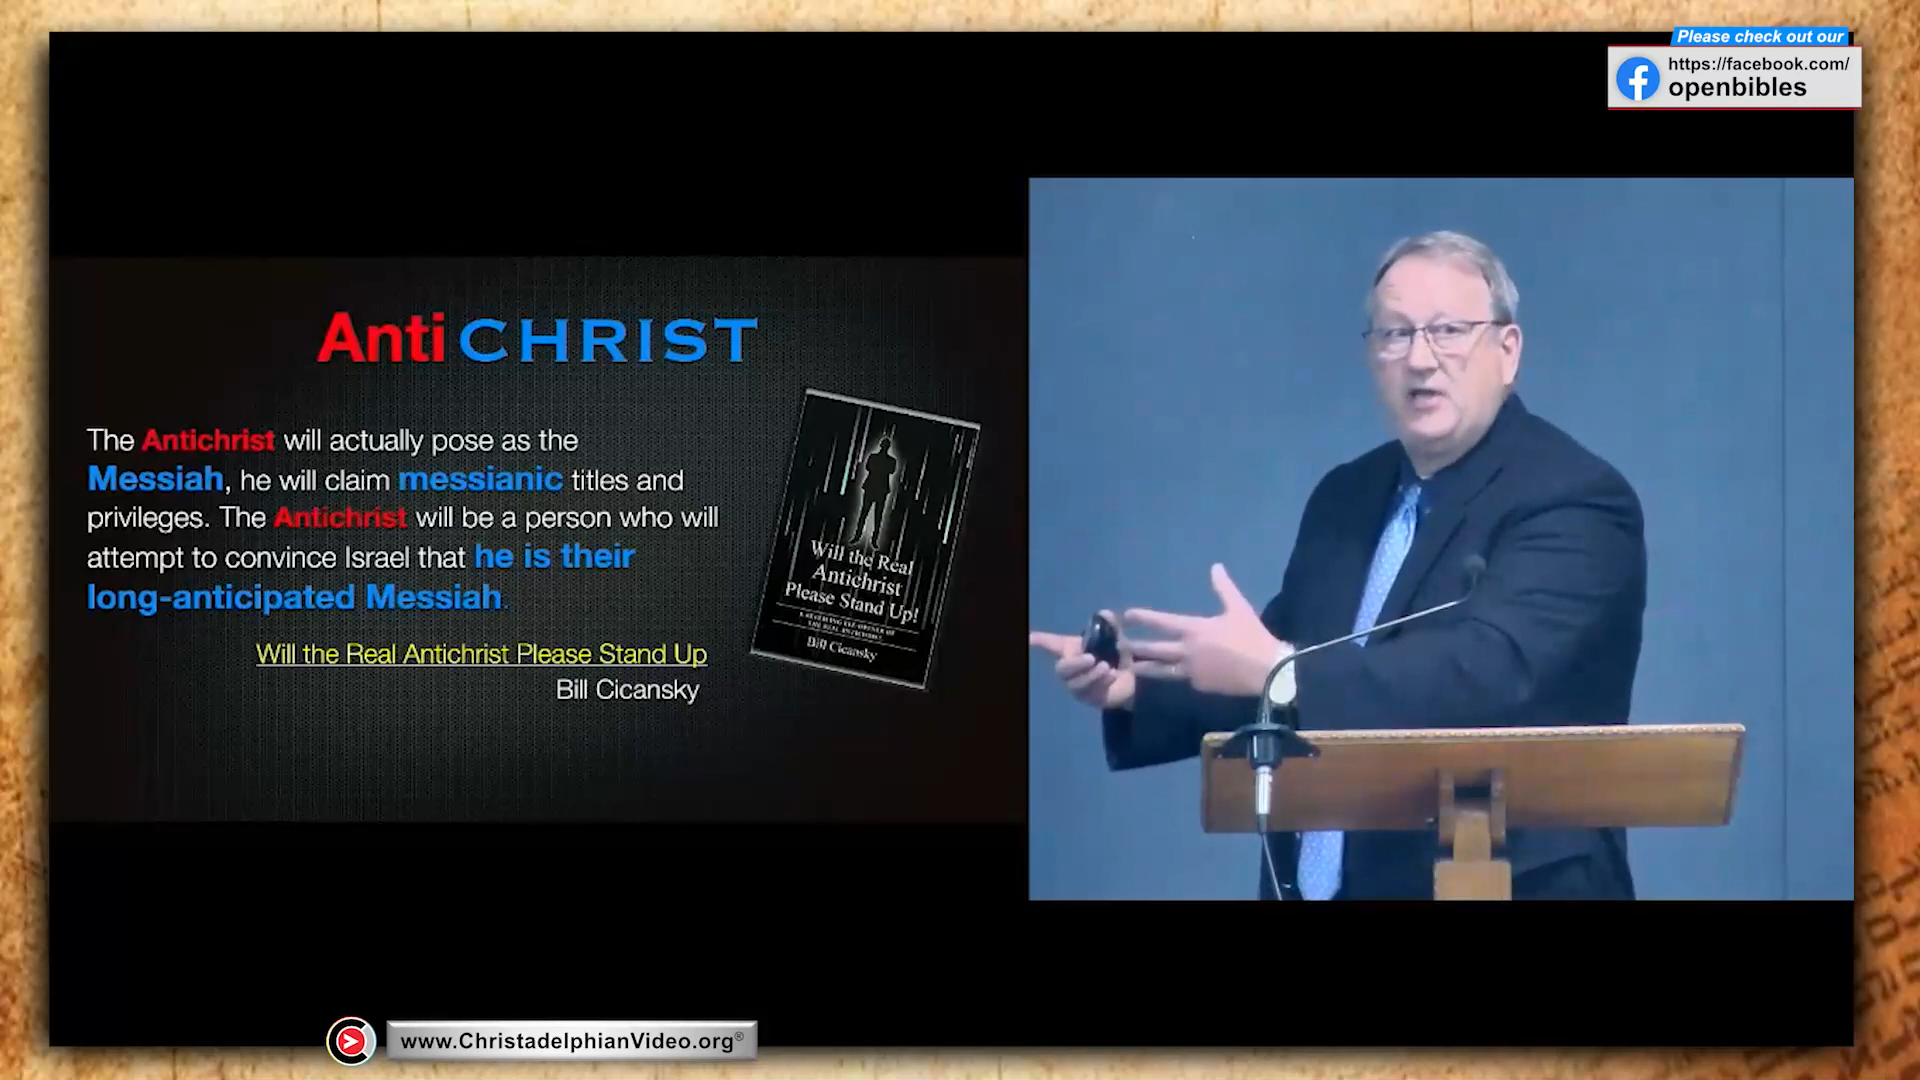 Please check out our
https://facebook.com/
openbibles
AntiCHRIST
The Antichrist will actually pose as the
Messiah, he will claim messianic titles and
privileges. The Antichrist will be a person who will
attempt to convince Israel that he is their
long-anticipated Messiah.
Will the Real Antichrist Please Stand Up
Bill Cicansky
Will the Real
Antichrist
Please Stand Up!
Bill Cicansky
www.ChristadelphianVideo.org®